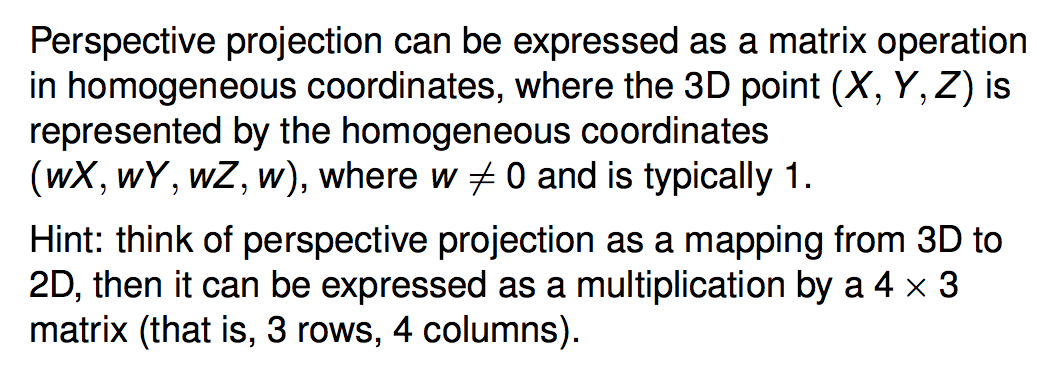 Perspective projection can be expressed as a matrix operation
in homogeneous coordinates, where the 3D point (X, Y, Z) is
represented by the homogeneous coordinates
(wX, wY, wZ, w), where w ≠ 0 and is typically 1.
Hint: think of perspective projection as a mapping from 3D to
2D, then it can be expressed as a multiplication by a 4 × 3
matrix (that is, 3 rows, 4 columns).